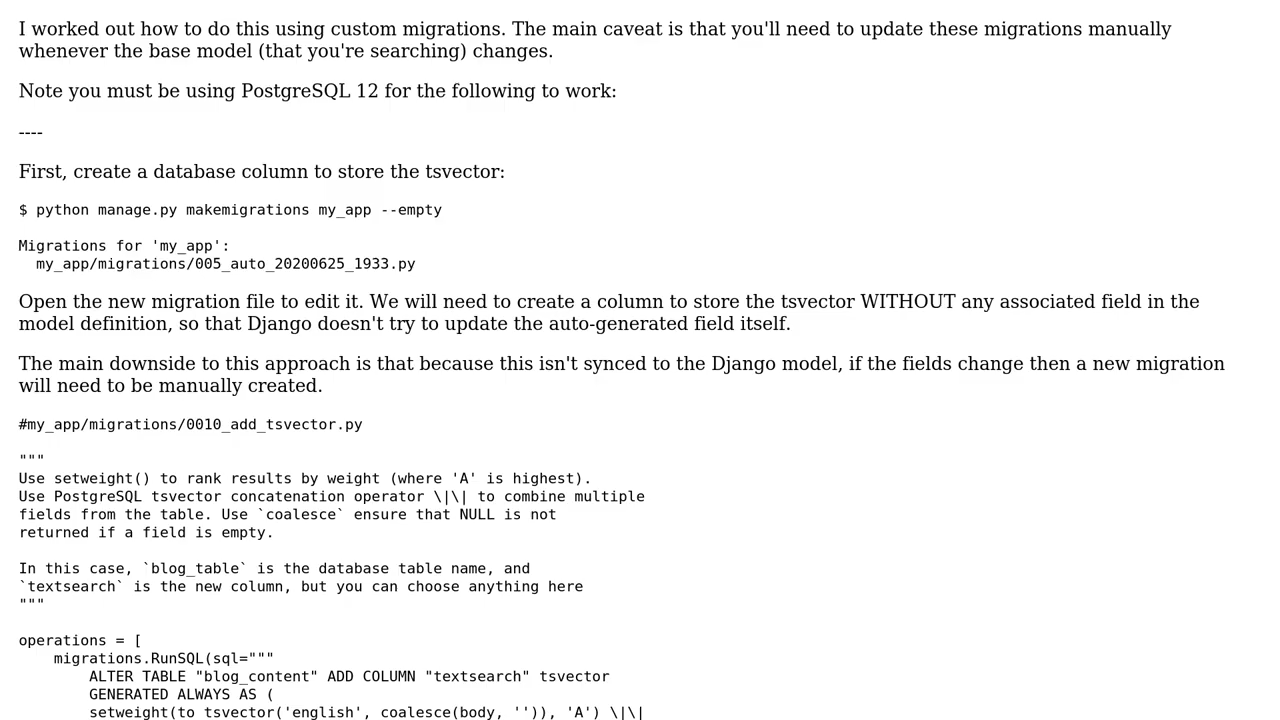 I worked out how to do this using custom migrations. The main caveat is that you'll need to update these migrations manually
whenever the base model (that you're searching) changes.
Note you must be using PostgreSQL 12 for the following to work:
----
First, create a database column to store the tsvector:
$ python manage.py makemigrations my_app --empty
Migrations for 'my_app':
  my_app/migrations/005_auto_20200625_1933.py
Open the new migration file to edit it. We will need to create a column to store the tsvector WITHOUT any associated field in the
model definition, so that Django doesn't try to update the auto-generated field itself.
The main downside to this approach is that because this isn't synced to the Django model, if the fields change then a new migration
will need to be manually created.
#my_app/migrations/0010_add_tsvector.py
"""
Use setweight() to rank results by weight (where 'A' is highest).
Use PostgreSQL tsvector concatenation operator \|\| to combine multiple
fields from the table. Use `coalesce` ensure that NULL is not
returned if a field is empty.
In this case, `blog_table` is the database table name, and
`textsearch` is the new column, but you can choose anything here
"""
operations = [
    migrations.RunSQL(sql="""
        ALTER TABLE "blog_content" ADD COLUMN "textsearch" tsvector
        GENERATED ALWAYS AS (
        setweight(to_tsvector('english', coalesce(body, '')), 'A') \|\|